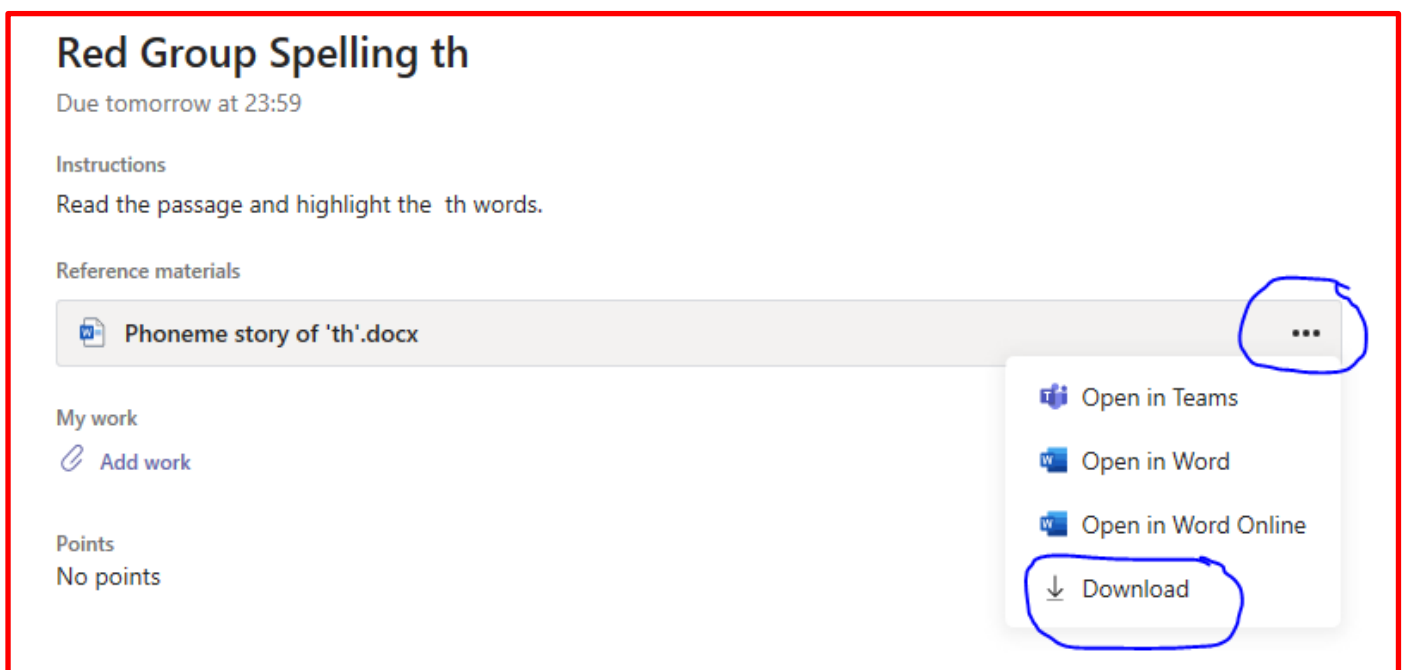 Red Group Spelling th
Due tomorrow at 23:59
Instructions
Read the passage and highlight the  th words.
Reference materials
Phoneme story of 'th'.docx
Open in Teams
My work
Add work
Open in Word
Open in Word Online
Points
No points
Download